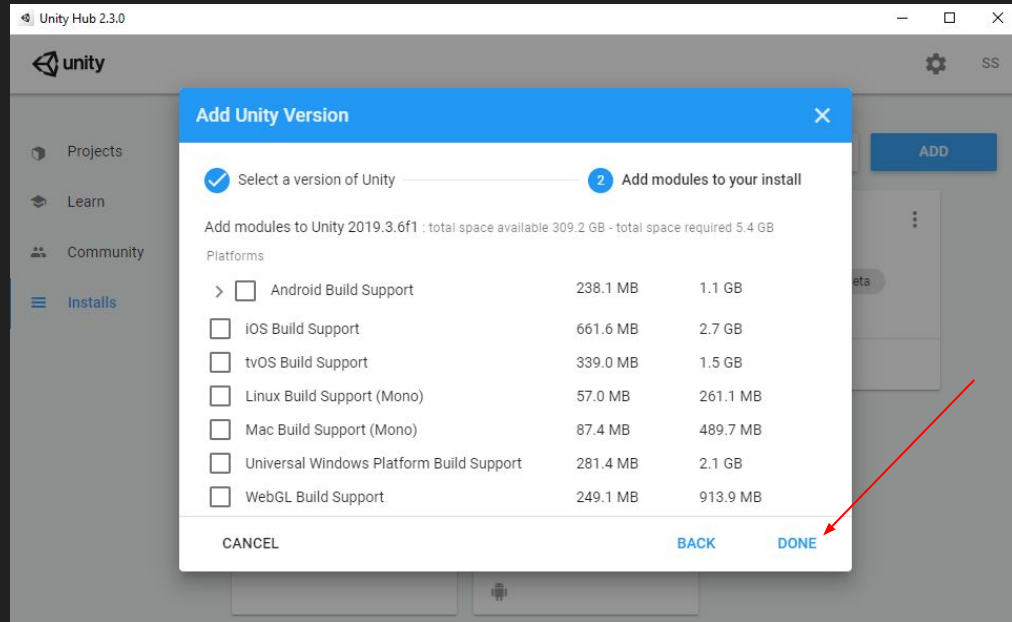 Unity Hub 2.3.0
unity
SS
Add Unity Version
Projects
ADD
Select a version of Unity
2
Add modules to your install
Learn
Add modules to Unity 2019.3.6f1 : total space available 309.2 GB - total space required 5.4 GB
Community
Platforms
Installs
Android Build Support 238.1 MB 1.1 GB
eta
iOS Build Support 661.6 MB 2.7 GB
tvOS Build Support 339.0 MB 1.5 GB
Linux Build Support (Mono) 57.0 MB 261.1 MB
Mac Build Support (Mono) 87.4 MB 489.7 MB
Universal Windows Platform Build Support 281.4 MB 2.1 GB
WebGL Build Support 249.1 MB 913.9 MB
CANCEL
BACK
DONE